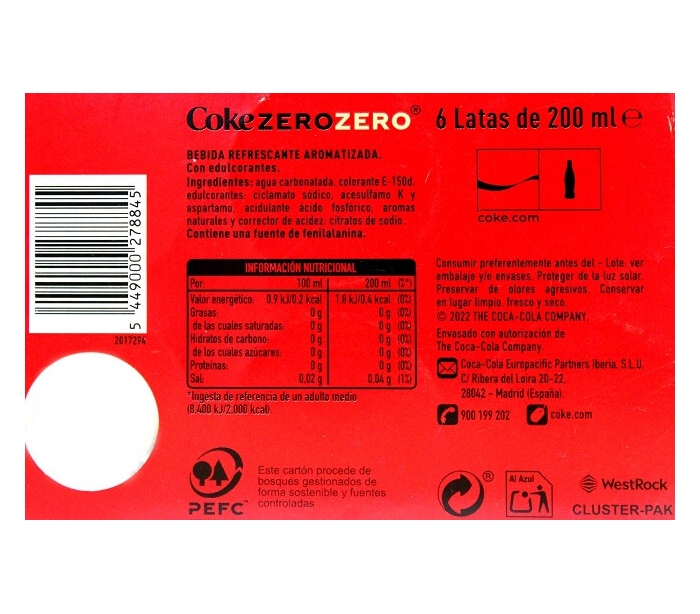 CokeZEROZERO® 6 Latas de 200 ml ℮
BEBIDA REFRESCANTE AROMATIZADA.
Con edulcorantes.
Ingredientes: agua carbonatada, colorante E-150d,
edulcorantes: ciclamato sódico, acesulfamo K y
aspartamo, acidulante ácido fosfórico, aromas
naturales y corrector de acidez: citratos de sodio.
Contiene una fuente de fenilalanina.
coke.com
INFORMACIÓN NUTRICIONAL
Por: 100 ml 200 ml (%*)
Valor energético: 0.9 kJ/0.2 kcal 1.8 kJ/0.4 kcal (0%)
Grasas: 0 g 0 g (0%)
de las cuales saturadas: 0 g 0 g (0%)
Hidratos de carbono: 0 g 0 g (0%)
de los cuales azúcares: 0 g 0 g (0%)
Proteínas: 0 g 0 g (0%)
Sal: 0,02 g 0,04 g (1%)
*Ingesta de referencia de un adulto medio
(8.400 kJ/2.000 kcal).
Consumir preferentemente antes del - Lote: ver
embalaje y/o envases. Proteger de la luz solar.
Preservar de olores agresivos. Conservar
en lugar limpio, fresco y seco.
© 2022 THE COCA-COLA COMPANY.
Envasado con autorización de
The Coca-Cola Company.
Coca-Cola Europacific Partners Iberia, S.L.U.
C/ Ribera del Loira 20-22,
28042 - Madrid (España).
900 199 202 coke.com
5 449000 278845
2017294
PEFC™
Este cartón procede de
bosques gestionados de
forma sostenible y fuentes
controladas
®
Al Azul
WestRock
CLUSTER-PAK